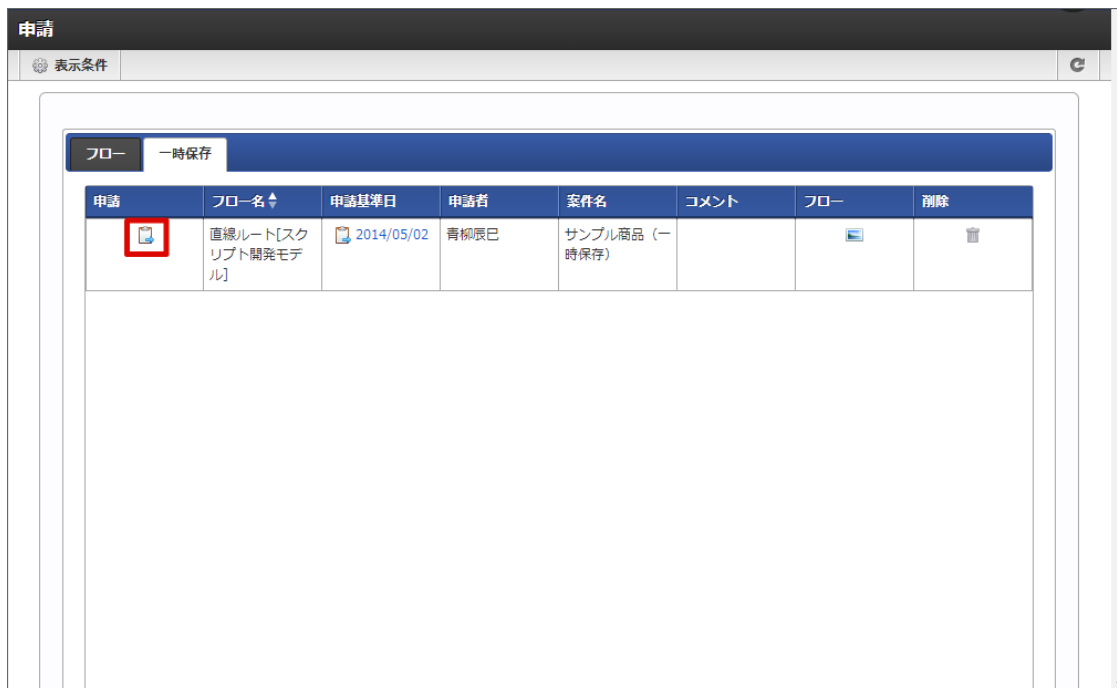 申請
表示条件
フロー 一時保存
申請 フロー名 申請基準日 申請者 案件名 コメント フロー 削除
直線ルート[スク 2014/05/02 青柳辰巳 サンプル商品（一
リプト開発モデ 時保存）
ル]